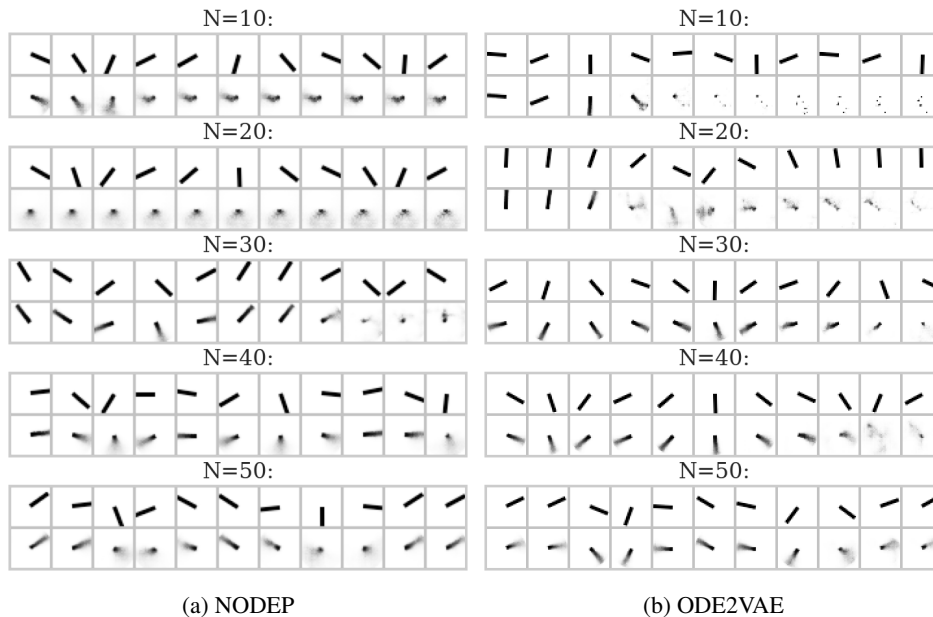 N=10:
N=20:
N=30:
N=40:
N=50:
(a) NODEP
N=10:
N=20:
N=30:
N=40:
N=50:
(b) ODE2VAE